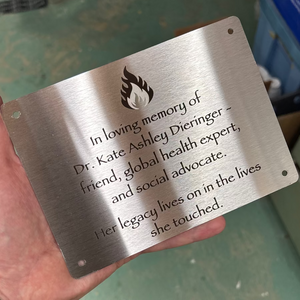 In loving memory of
Dr. Kate Ashley Dieringer –
friend, global health expert,
and social advocate.
Her legacy lives on in the lives
she touched.